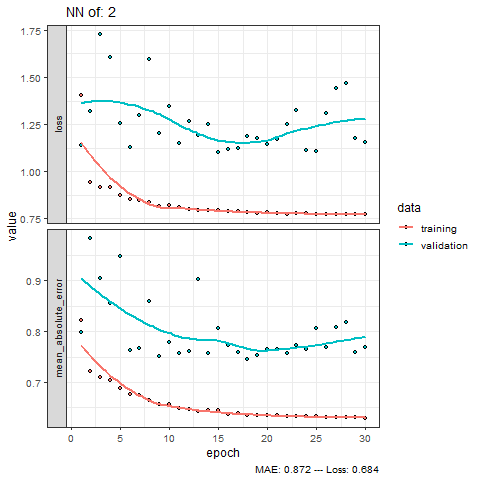 NN of: 2
1.75
1.50
1.25
1.00
0.75
loss
value
0.9
0.8
0.7
mean_absolute_error
0 5 10 15 20 25 30
epoch
data
training
validation
MAE: 0.872 --- Loss: 0.684